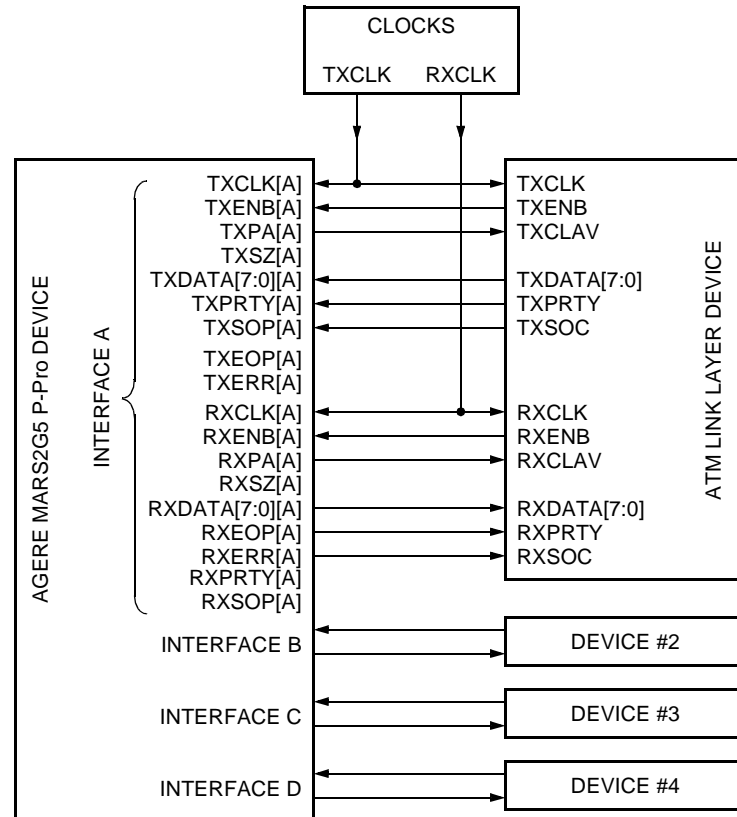 CLOCKS
TXCLK RXCLK
AGERE MARS2G5 P-Pro DEVICE
INTERFACE A
TXCLK[A]
TXENB[A]
TXPA[A]
TXSZ[A]
TXDATA[7:0][A]
TXPRTY[A]
TXSOP[A]
TXEOP[A]
TXERR[A]
RXCLK[A]
RXENB[A]
RXPA[A]
RXSZ[A]
RXDATA[7:0][A]
RXEOP[A]
RXERR[A]
RXPRTY[A]
RXSOP[A]
TXCLK
TXENB
TXCLAV
TXDATA[7:0]
TXPRTY
TXSOC
RXCLK
RXENB
RXCLAV
RXDATA[7:0]
RXPRTY
RXSOC
ATM LINK LAYER DEVICE
INTERFACE B
DEVICE #2
INTERFACE C
DEVICE #3
INTERFACE D
DEVICE #4